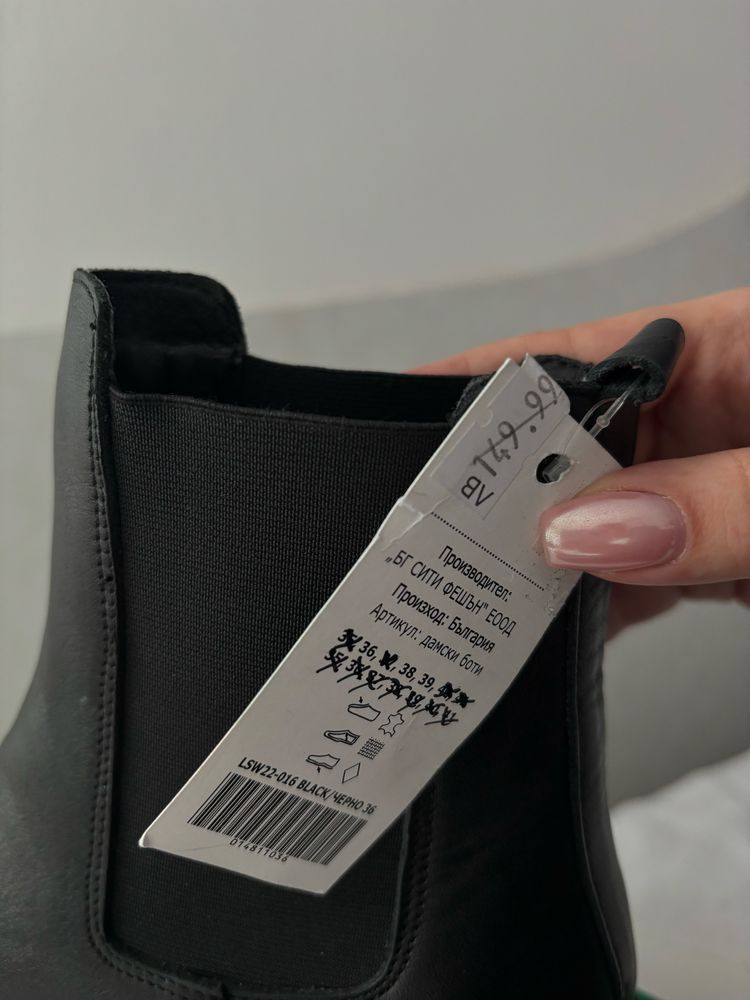 149.99
ЛВ
Производител:
„БГ СИТИ ФЕШЪН" ЕООД
Произход: България
Артикул: дамски боти
36, 38, 39,
LSW22-016 BLACK/ЧЕРНО 36
014811036